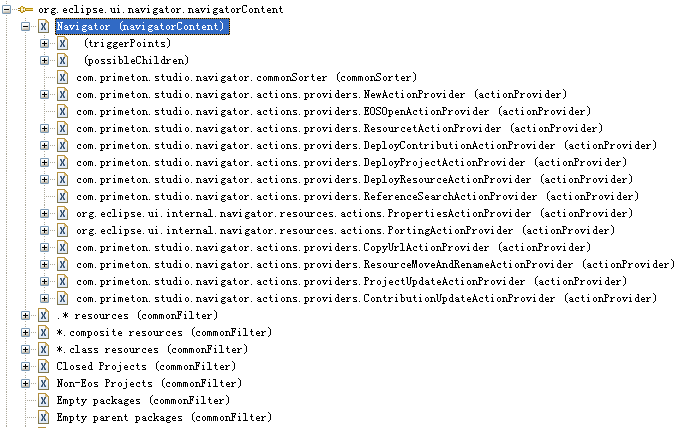 org.eclipse.ui.navigator.navigatorContent
Navigator (navigatorContent)
(triggerPoints)
(possibleChildren)
com.primeton.studio.navigator.commonSorter (commonSorter)
com.primeton.studio.navigator.actions.providers.NewActionProvider (actionProvider)
com.primeton.studio.navigator.actions.providers.EOSOpenActionProvider (actionProvider)
com.primeton.studio.navigator.actions.providers.ResourcetActionProvider (actionProvider)
com.primeton.studio.navigator.actions.providers.DeployContributionActionProvider (actionProvider)
com.primeton.studio.navigator.actions.providers.DeployProjectActionProvider (actionProvider)
com.primeton.studio.navigator.actions.providers.DeployResourceActionProvider (actionProvider)
com.primeton.studio.navigator.actions.providers.ReferenceSearchActionProvider (actionProvider)
org.eclipse.ui.internal.navigator.resources.actions.PropertiesActionProvider (actionProvider)
org.eclipse.ui.internal.navigator.resources.actions.PortingActionProvider (actionProvider)
com.primeton.studio.navigator.actions.providers.CopyUrlActionProvider (actionProvider)
com.primeton.studio.navigator.actions.providers.ResourceMoveAndRenameActionProvider (actionProvider)
com.primeton.studio.navigator.actions.providers.ProjectUpdateActionProvider (actionProvider)
com.primeton.studio.navigator.actions.providers.ContributionUpdateActionProvider (actionProvider)
.* resources (commonFilter)
*.composite resources (commonFilter)
*.class resources (commonFilter)
Closed Projects (commonFilter)
Non-Eos Projects (commonFilter)
Empty packages (commonFilter)
Empty parent packages (commonFilter)